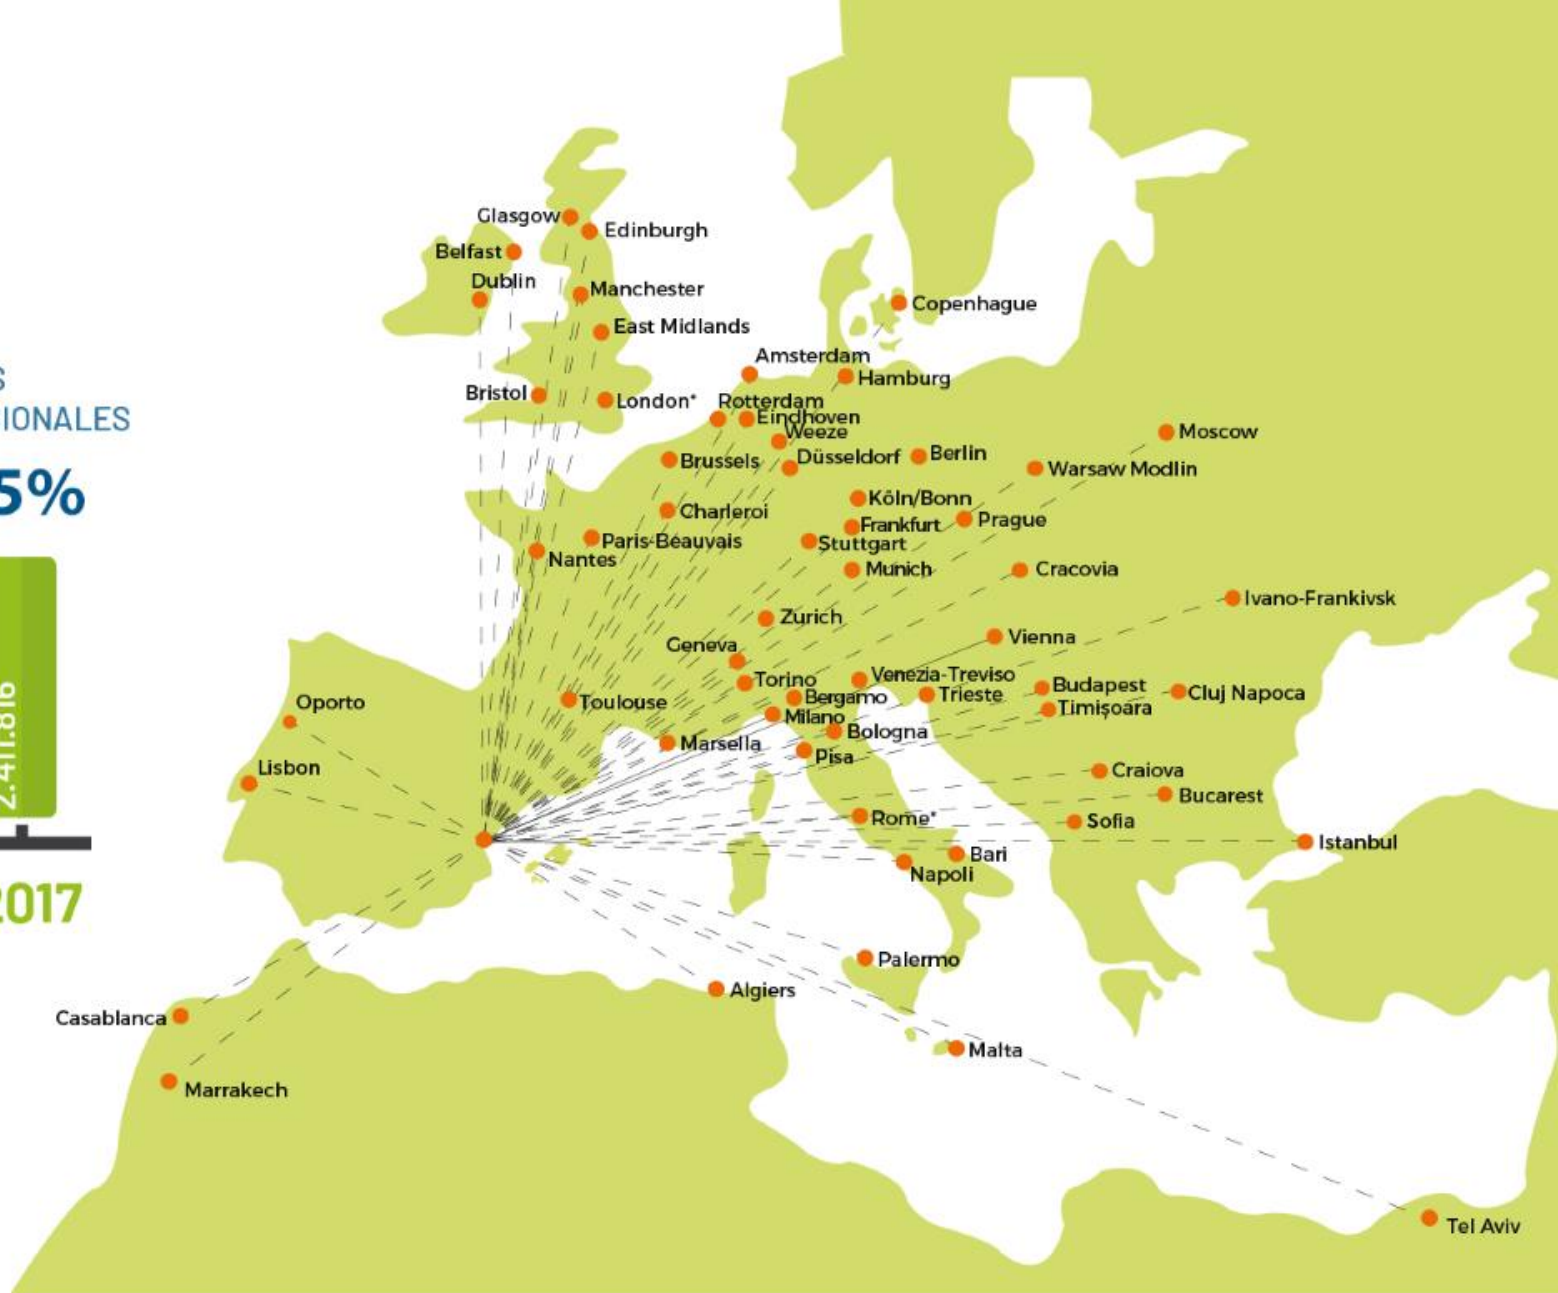 Glasgow
Edinburgh
Belfast
Dublin
Manchester
Copenhague
East Midlands
Amsterdam
Hamburg
Bristol
London*
Rotterdam
Eindhoven
IONALES
Weeze
Moscow
Brussels
Düsseldorf
Berlin
Warsaw Modlin
5%
Köln/Bonn
Charleroi
Frankfurt
Prague
Paris-Beauvais
Stuttgart
Nantes
Munich
Cracovia
Ivano-Frankivsk
Zurich
Vienna
Geneva
Torino
Venezia-Treviso
Budapest
Cluj Napoca
Oporto
Toulouse
Bergamo
Trieste
Timișoara
Milano
Bologna
Marsella
Pisa
Lisbon
Craiova
2.411.816
Bucarest
Rome*
Sofia
Istanbul
Bari
Napoli
2017
Palermo
Algiers
Casablanca
Malta
Marrakech
Tel Aviv